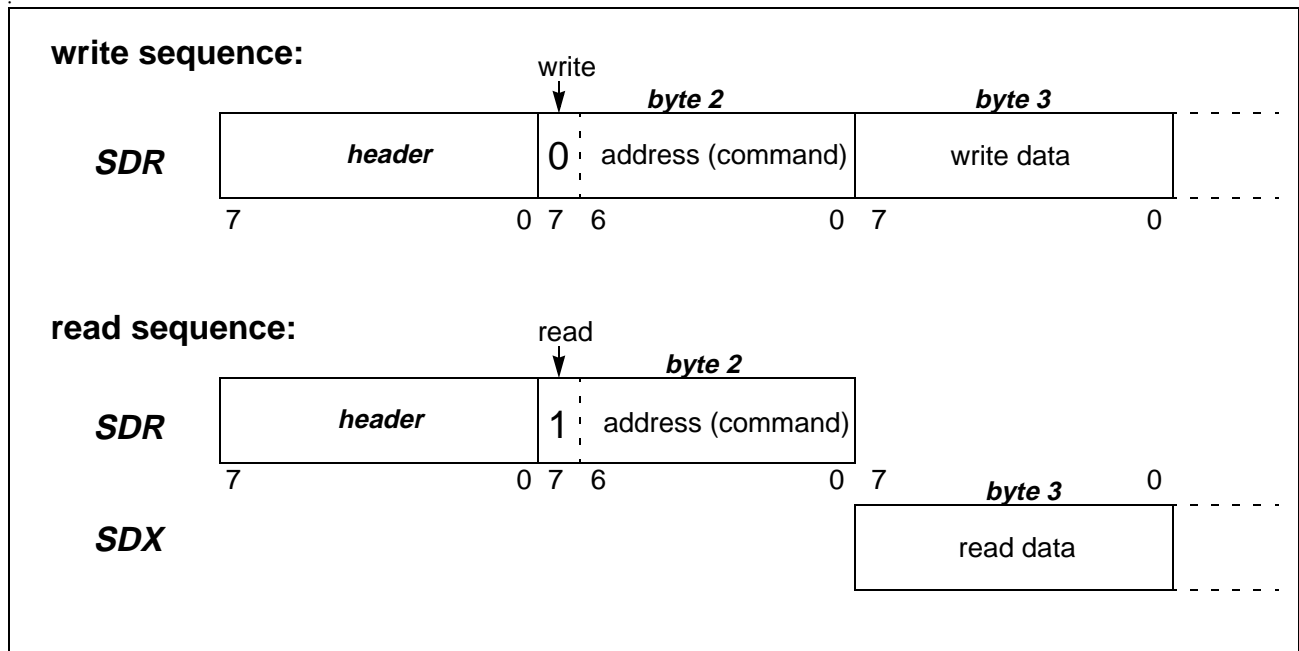 write sequence:
write
byte 2 byte 3
SDR header 0 address (command) write data
7 0 7 6 0 7 0
read sequence:
read
byte 2
SDR header 1 address (command)
7 0 7 6 0 7 0
byte 3
SDX read data